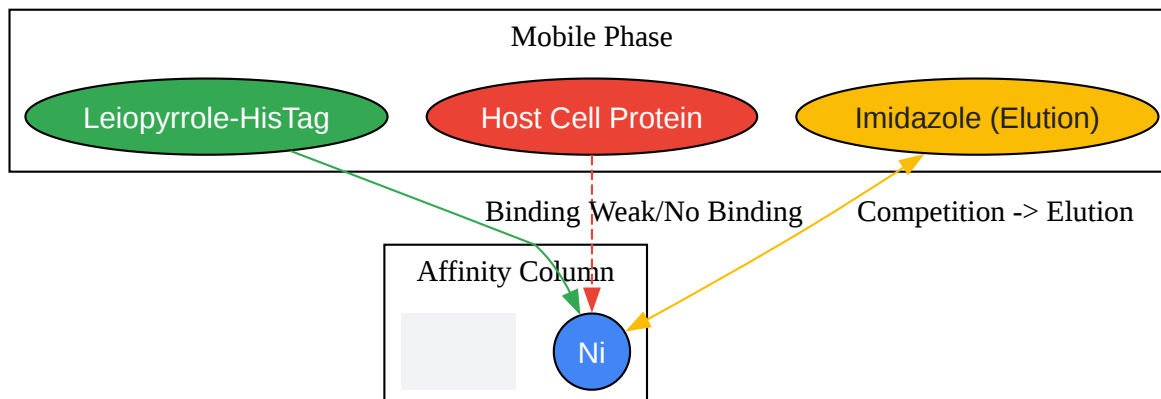 Mobile Phase
Leiopyrrole-HisTag
Host Cell Protein
Imidazole (Elution)
Binding
Weak/No Binding
Competition -> Elution
Affinity Column
Ni